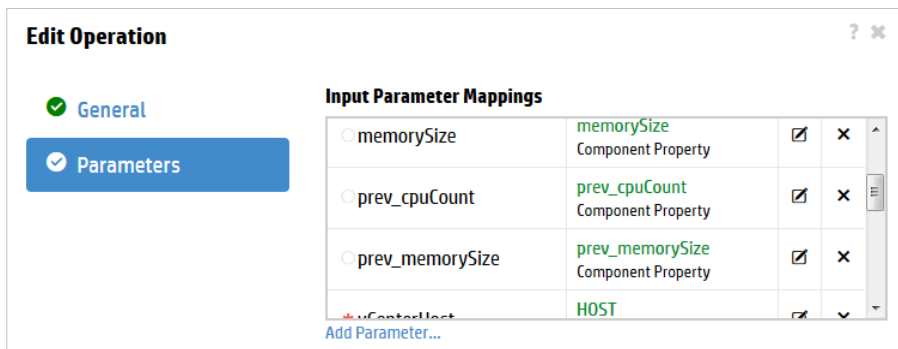 Edit Operation
? ✖
General
Parameters
Input Parameter Mappings
memorySize
memorySize
Component Property
prev_cpuCount
prev_cpuCount
Component Property
prev_memorySize
prev_memorySize
Component Property
* vCenterHost
HOST
Add Parameter...